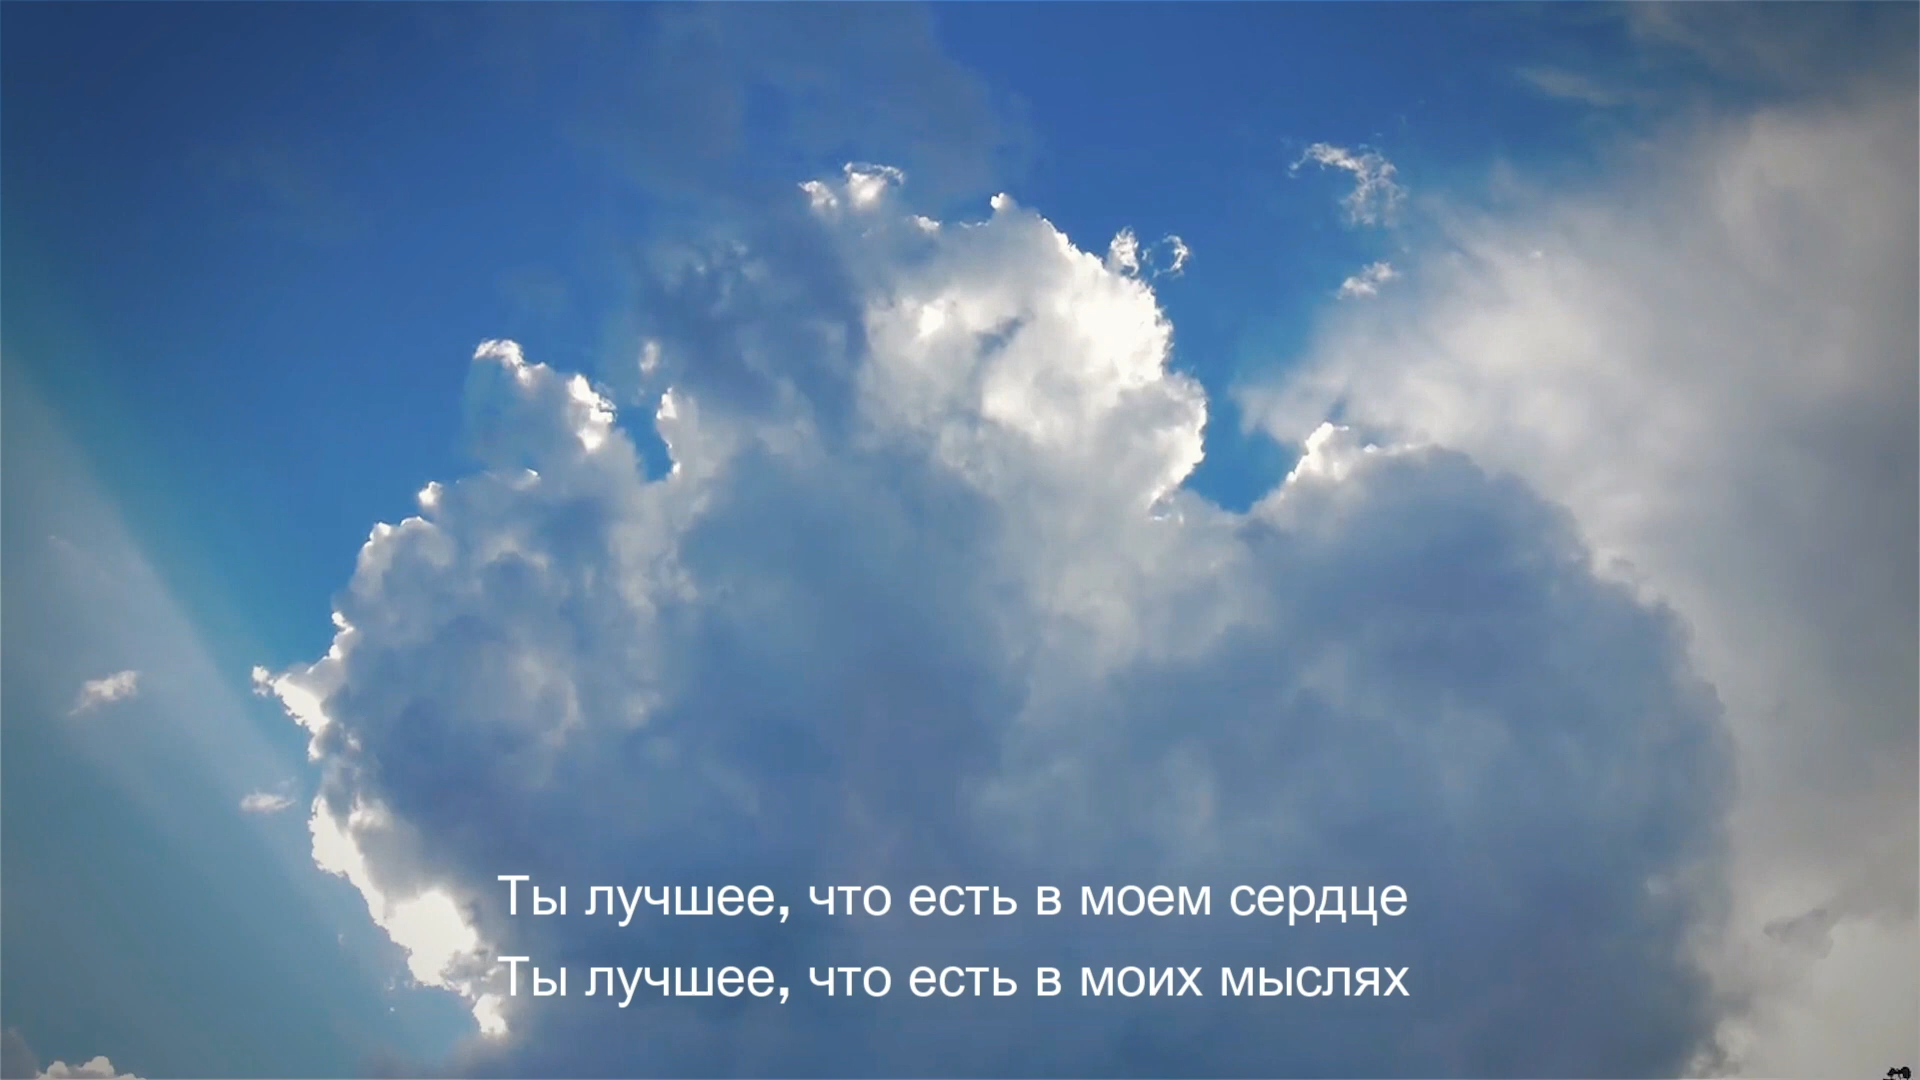 Ты лучшее, что есть в моем сердце
Ты лучшее, что есть в моих мыслях